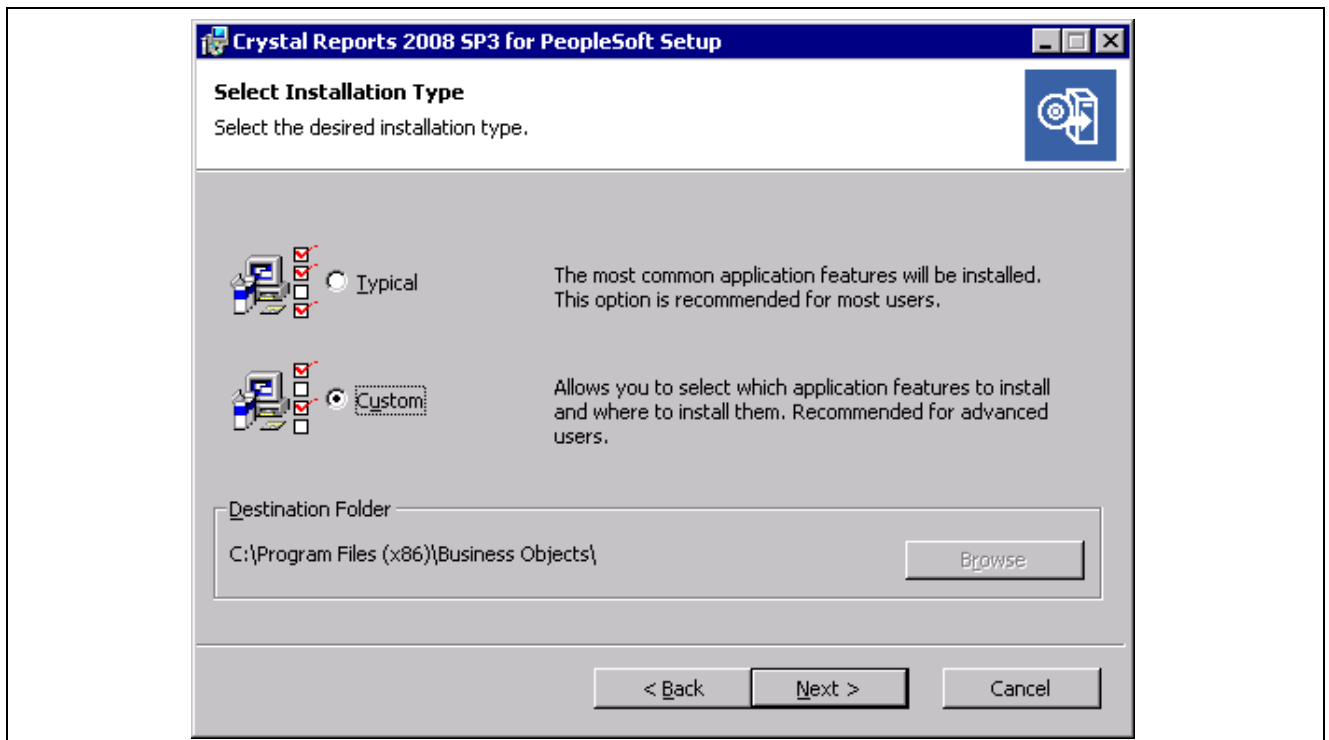 Crystal Reports 2008 SP3 for PeopleSoft Setup
Select Installation Type
Select the desired installation type.
Typical
The most common application features will be installed.
This option is recommended for most users.
Custom
Allows you to select which application features to install
and where to install them. Recommended for advanced
users.
Destination Folder
C:\Program Files (x86)\Business Objects\
Browse
< Back
Next >
Cancel